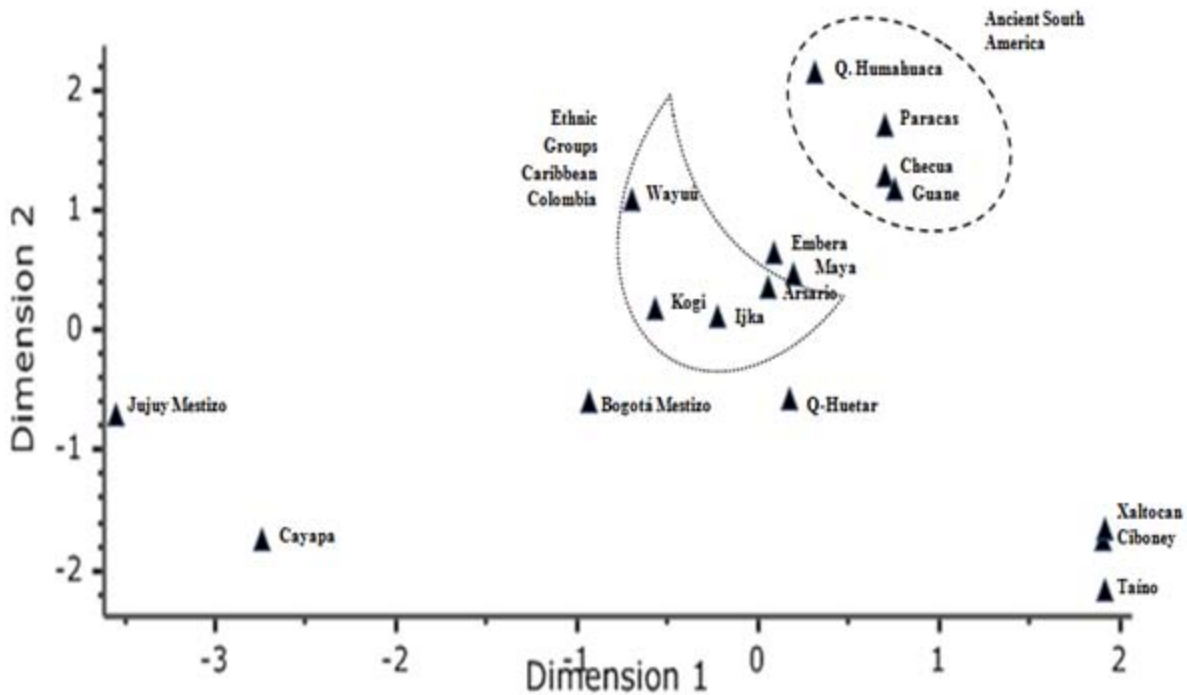 Ancient South
America
Q. Humahuaca
Paracas
Checua
Guane
Ethnic
Groups
Caribbean
Colombia
Wayuu
Embera
Maya
Arsario
Kogi
Ijka
Jujuy Mestizo
Bogotá Mestizo
Q-Huetar
Cayapa
Xaltocan
Ciboney
Taíno
Dimension 2
2
1
0
-1
-2
-3
-2
-1
0
1
2
Dimension 1